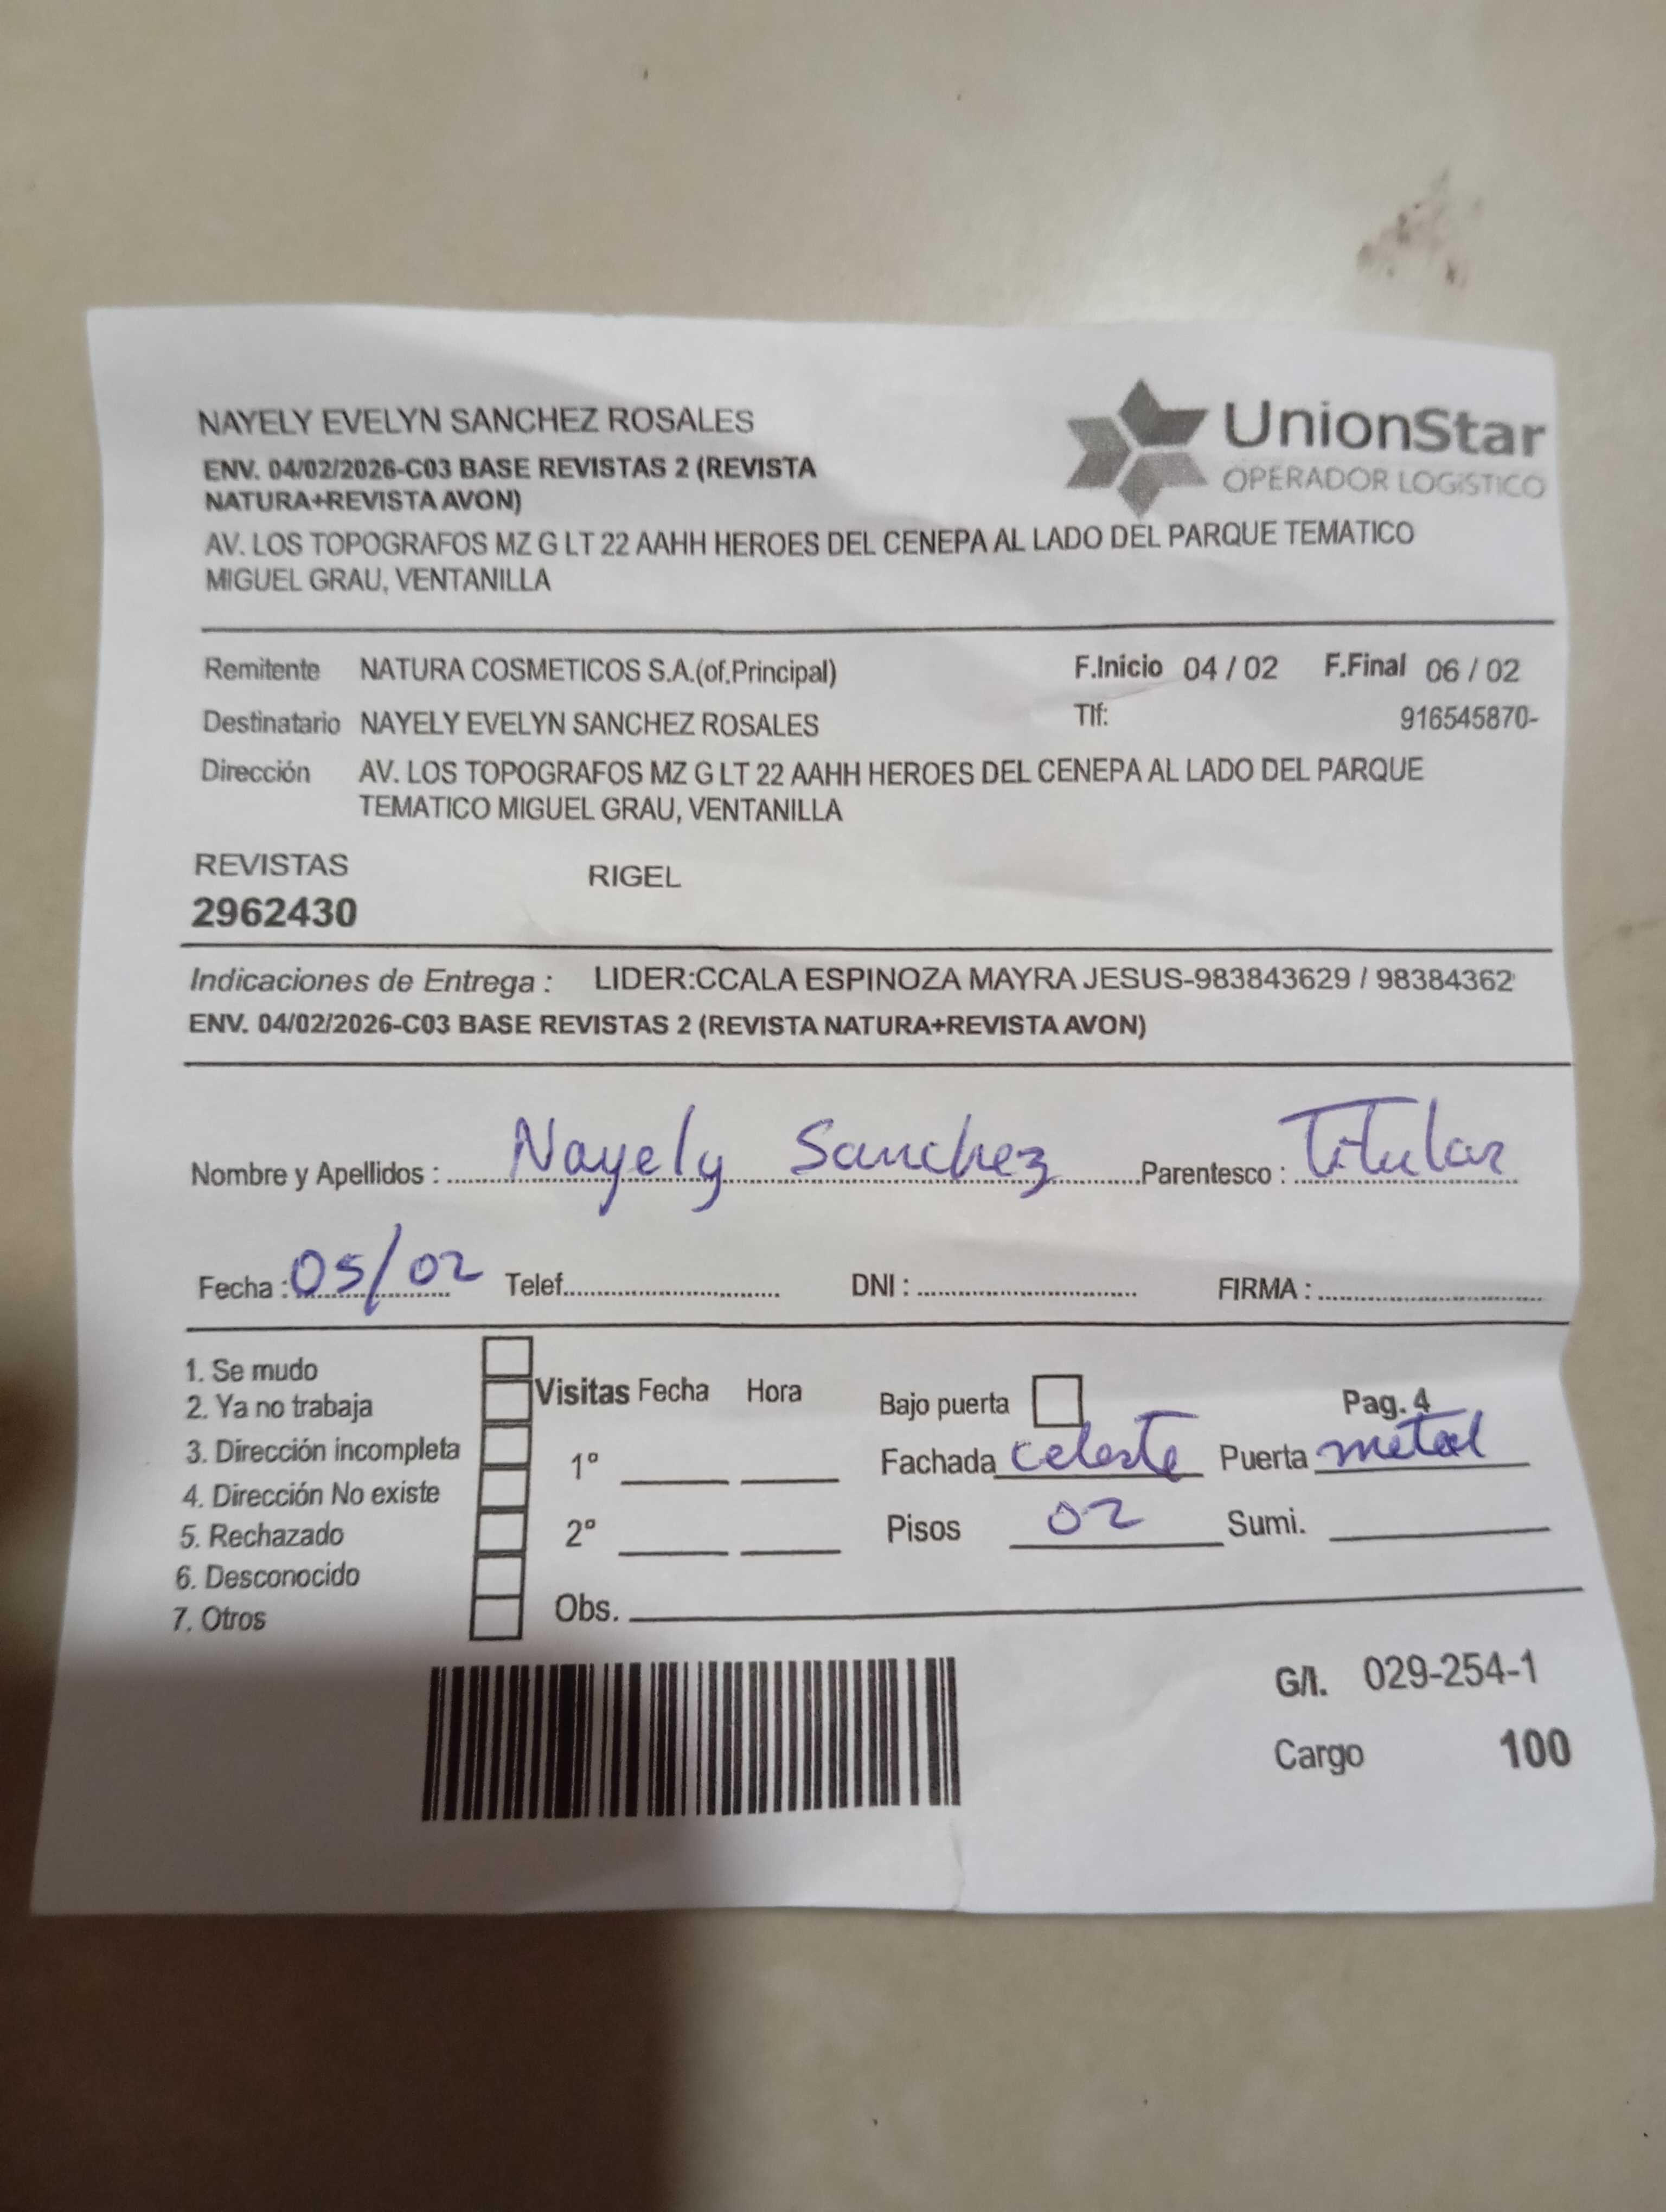 NAYELY EVELYN SANCHEZ ROSALES
UnionStar
OPERADOR LOGÍSTICO
ENV. 04/02/2026-C03 BASE REVISTAS 2 (REVISTA
NATURA+REVISTA AVON)
AV. LOS TOPOGRAFOS MZ G LT 22 AAHH HEROES DEL CENEPA AL LADO DEL PARQUE TEMATICO
MIGUEL GRAU, VENTANILLA
Remitente NATURA COSMETICOS S.A.(of.Principal) F.Inicio 04 / 02 F.Final 06 / 02
Destinatario NAYELY EVELYN SANCHEZ ROSALES Tlf: 916545870-
Dirección AV. LOS TOPOGRAFOS MZ G LT 22 AAHH HEROES DEL CENEPA AL LADO DEL PARQUE
TEMATICO MIGUEL GRAU, VENTANILLA
REVISTAS RIGEL
2962430
Indicaciones de Entrega : LIDER:CCALA ESPINOZA MAYRA JESUS-983843629 / 98384362
ENV. 04/02/2026-C03 BASE REVISTAS 2 (REVISTA NATURA+REVISTA AVON)
Nombre y Apellidos : Nayely Sanchez Parentesco : Titular
Fecha : 05/02 Telef. DNI : FIRMA :
1. Se mudo
2. Ya no trabaja
3. Dirección incompleta
4. Dirección No existe
5. Rechazado
6. Desconocido
7. Otros
Visitas Fecha Hora
1º
2º
Obs.
Bajo puerta Pag. 4
Fachada celeste Puerta metal
Pisos 02 Sumi.
G/I. 029-254-1
Cargo 100